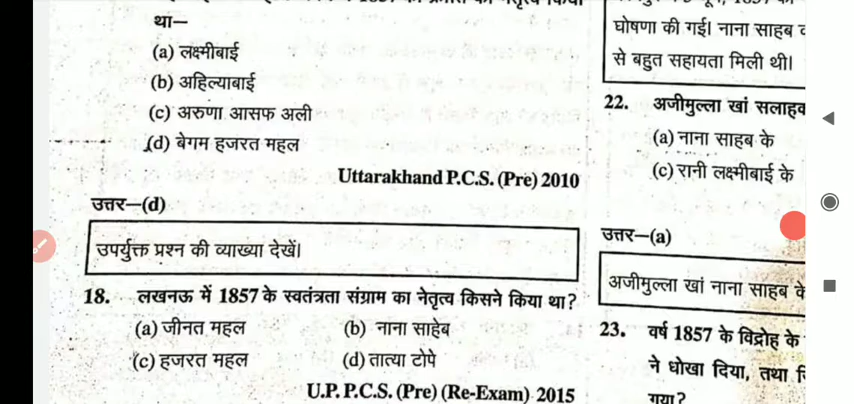 था—
(a) लक्ष्मीबाई
(b) अहिल्याबाई
(c) अरुणा आसफ अली
(d) बेगम हजरत महल
Uttarakhand P.C.S. (Pre) 2010
उत्तर—(d)
उपर्युक्त प्रश्न की व्याख्या देखें।
18. लखनऊ में 1857 के स्वतंत्रता संग्राम का नेतृत्व किसने किया था?
(a) जीनत महल (b) नाना साहेब
(c) हजरत महल (d) तात्या टोपे
U.P.P.C.S. (Pre) (Re-Exam) 2015
घोषणा की गई। नाना साहब
से बहुत सहायता मिली थी।
22. अजीमुल्ला खां
(a) नाना साहब के
(c) रानी लक्ष्मीबाई के
उत्तर—(a)
अजीमुल्ला खां नाना साहब के
23. वर्ष 1857 के विद्रोह के
ने धोखा दिया, तथा
गया?